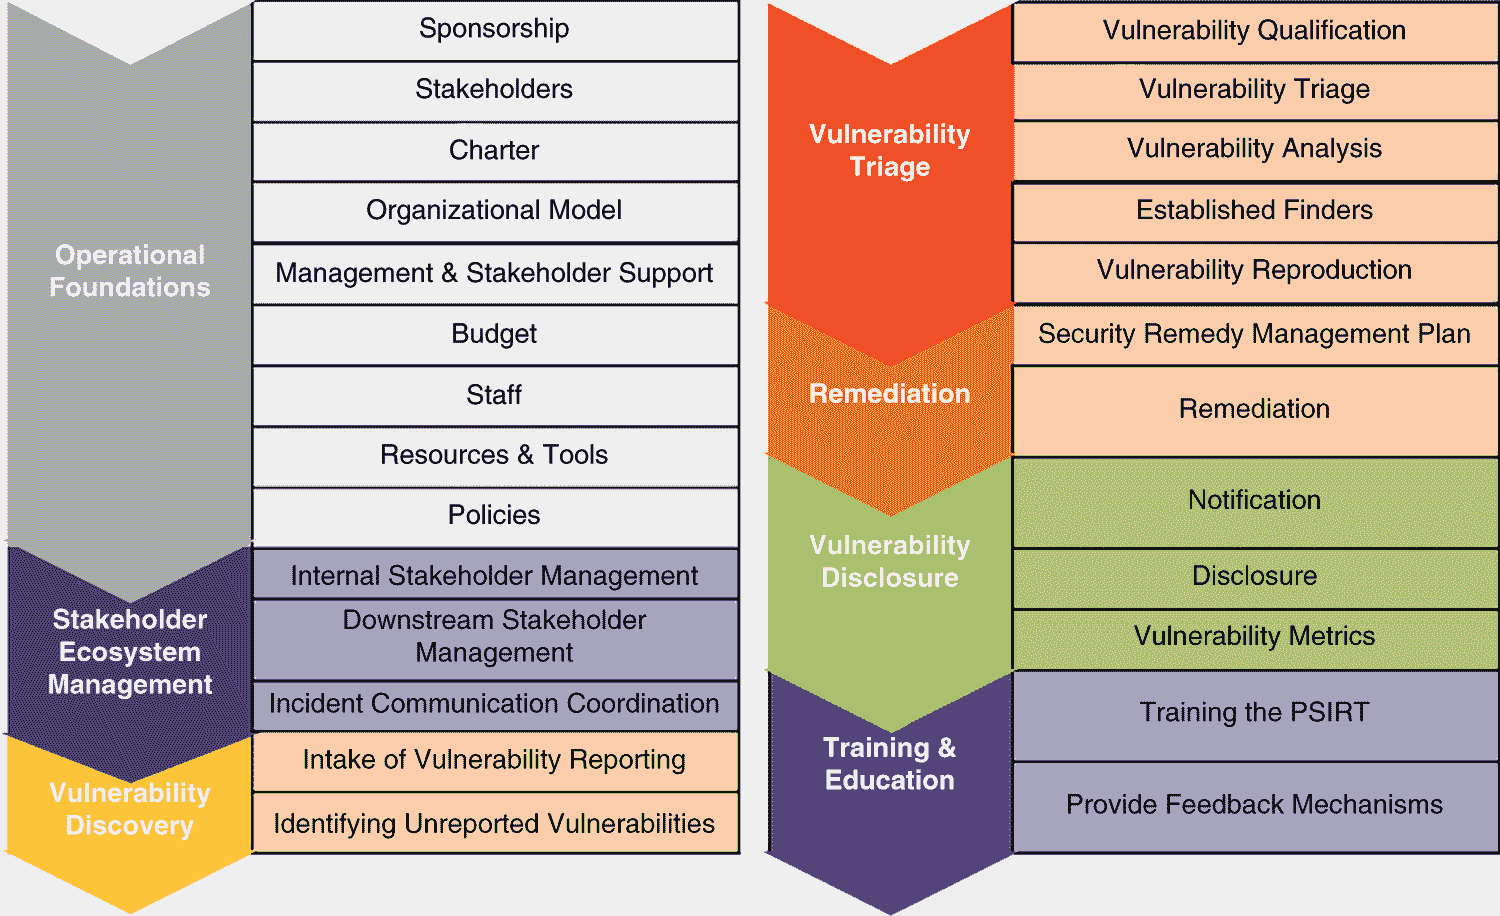 Operational
Foundations
Sponsorship
Stakeholders
Charter
Organizational Model
Management & Stakeholder Support
Budget
Staff
Resources & Tools
Policies
Stakeholder
Ecosystem
Management
Internal Stakeholder Management
Downstream Stakeholder
Management
Incident Communication Coordination
Vulnerability
Discovery
Intake of Vulnerability Reporting
Identifying Unreported Vulnerabilities
Vulnerability
Triage
Vulnerability Qualification
Vulnerability Triage
Vulnerability Analysis
Established Finders
Vulnerability Reproduction
Remediation
Security Remedy Management Plan
Remediation
Vulnerability
Disclosure
Notification
Disclosure
Vulnerability Metrics
Training &
Education
Training the PSIRT
Provide Feedback Mechanisms